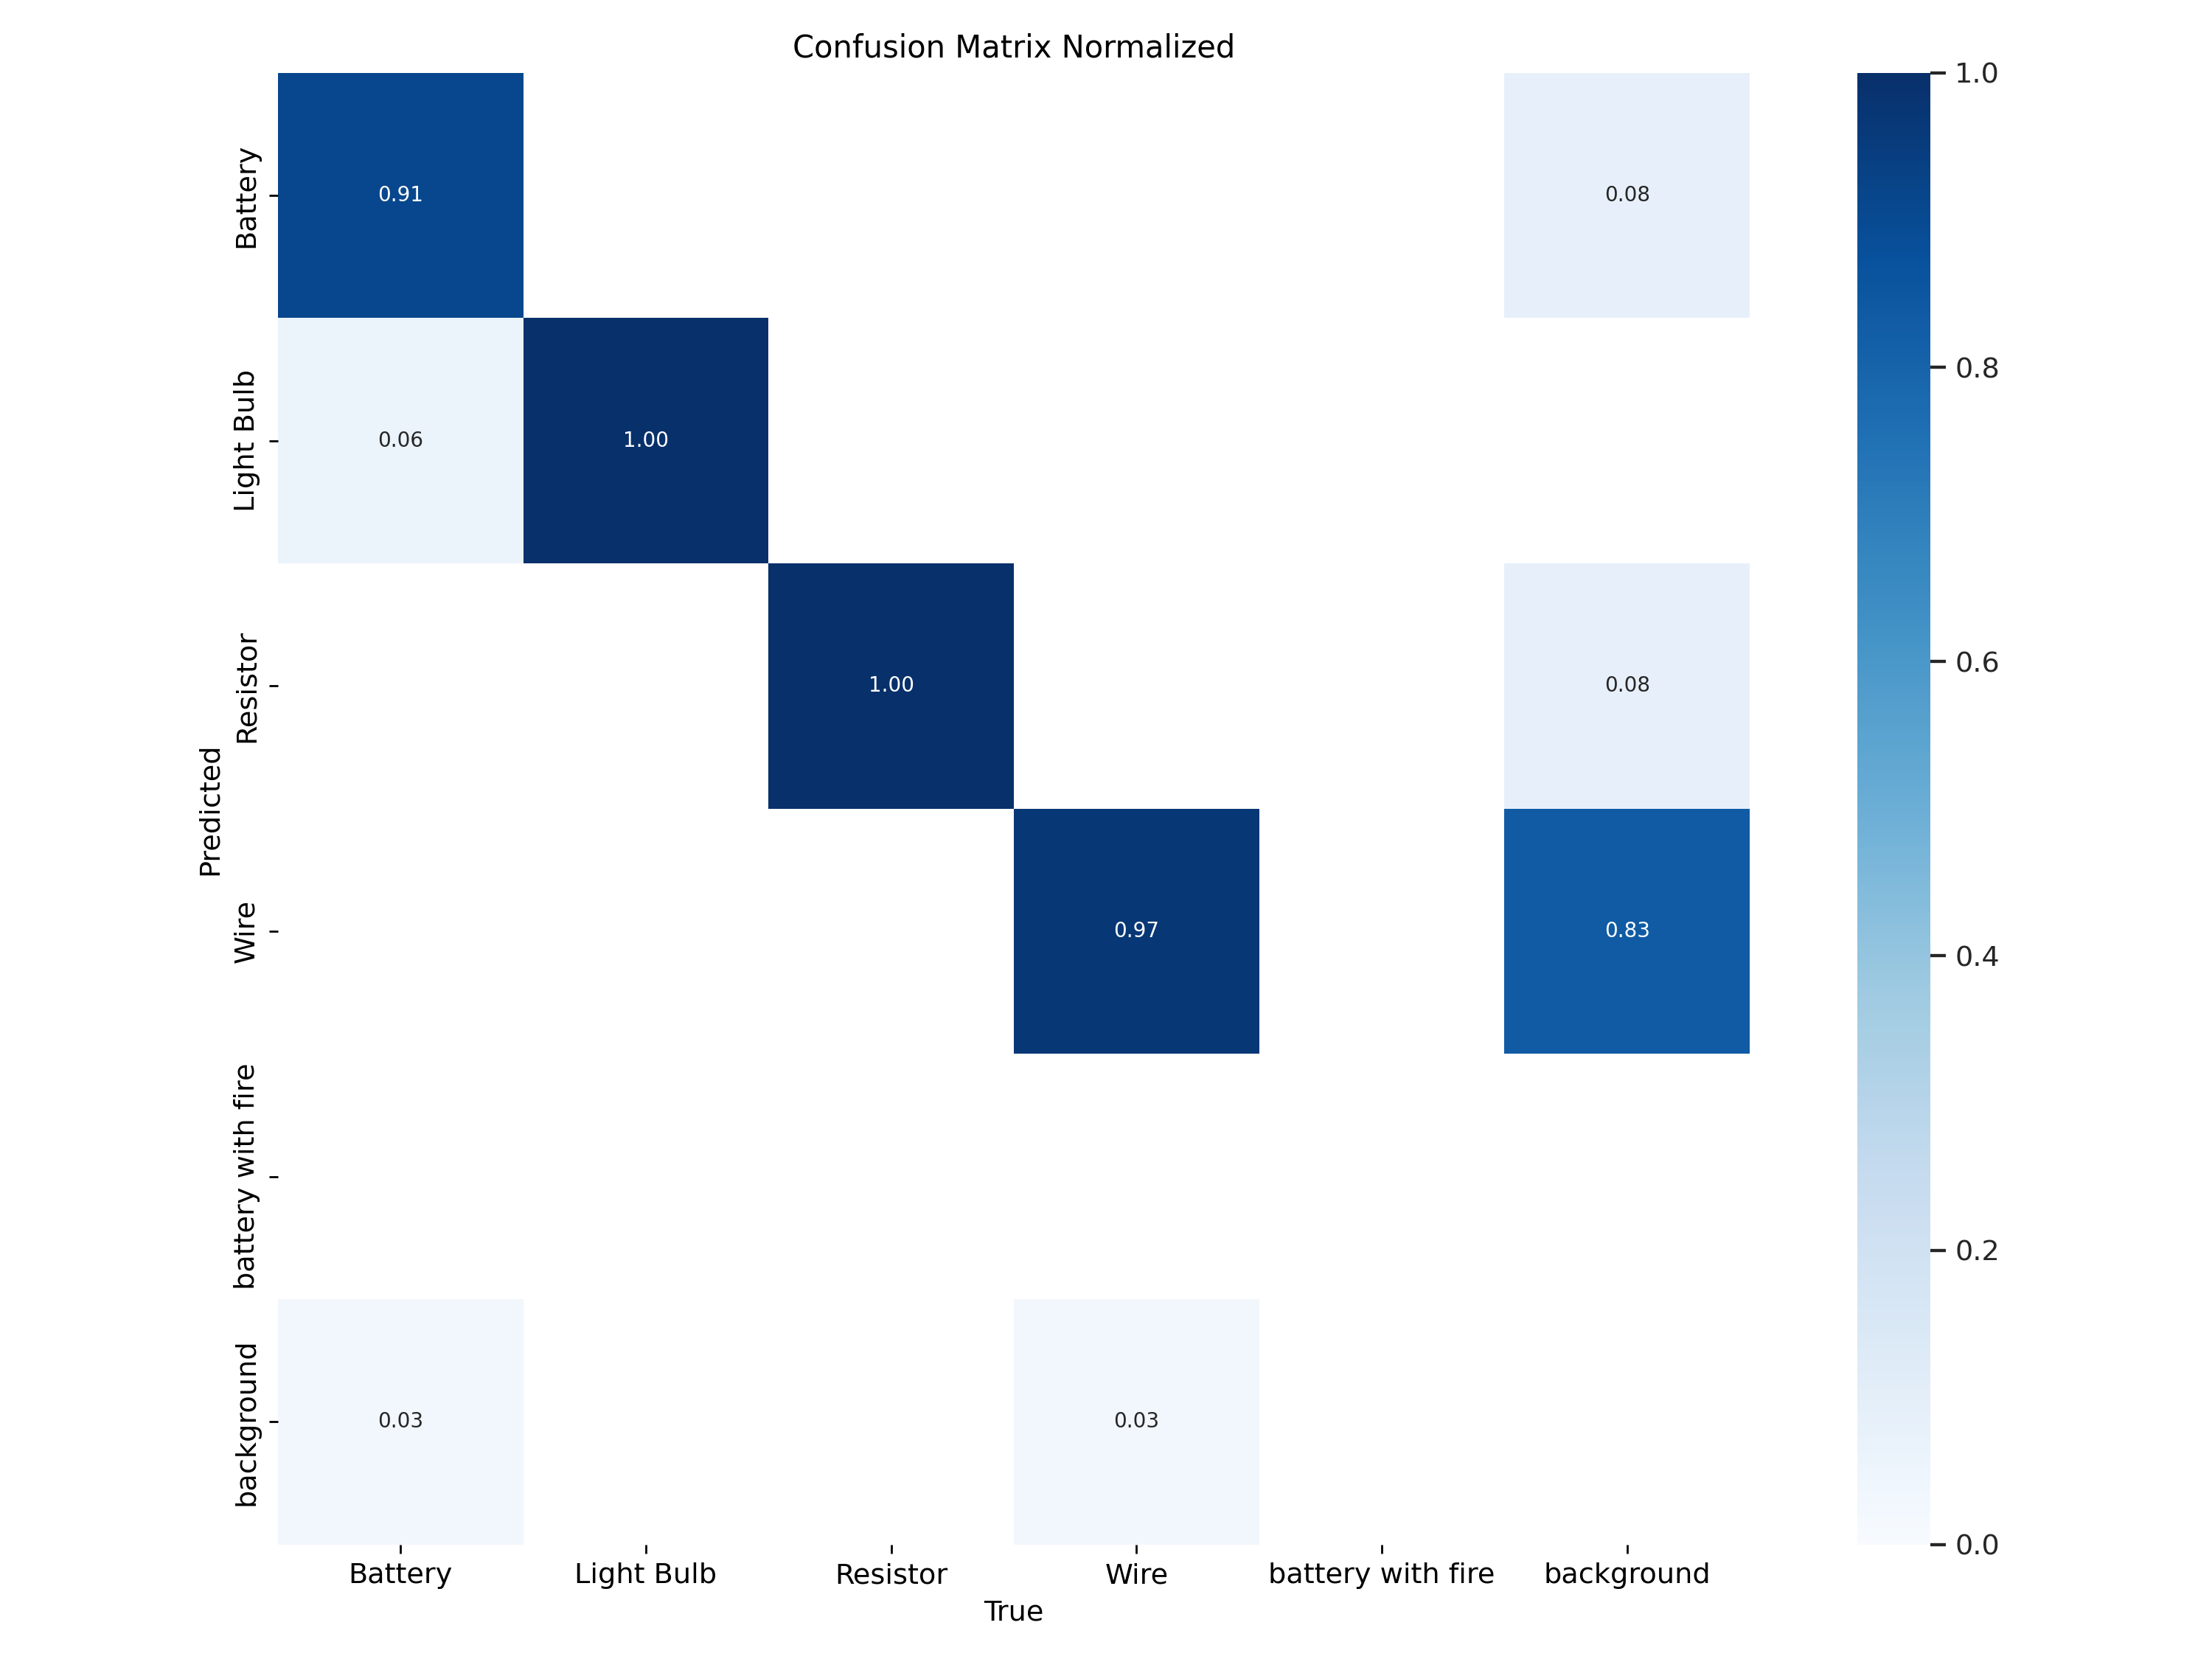 Confusion Matrix Normalized
Battery
0.91
0.08
1.0
Light Bulb
0.06
1.00
0.8
Resistor
1.00
0.08
0.6
Predicted
Wire
0.97
0.83
0.4
battery with fire
0.2
background
0.03
0.03
0.0
Battery
Light Bulb
Resistor
Wire
battery with fire
background
True